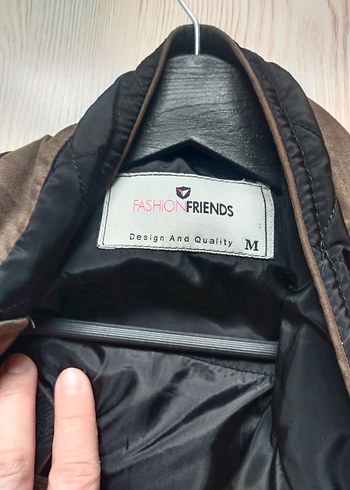 FASHIONFRIENDS
Design And Quality M